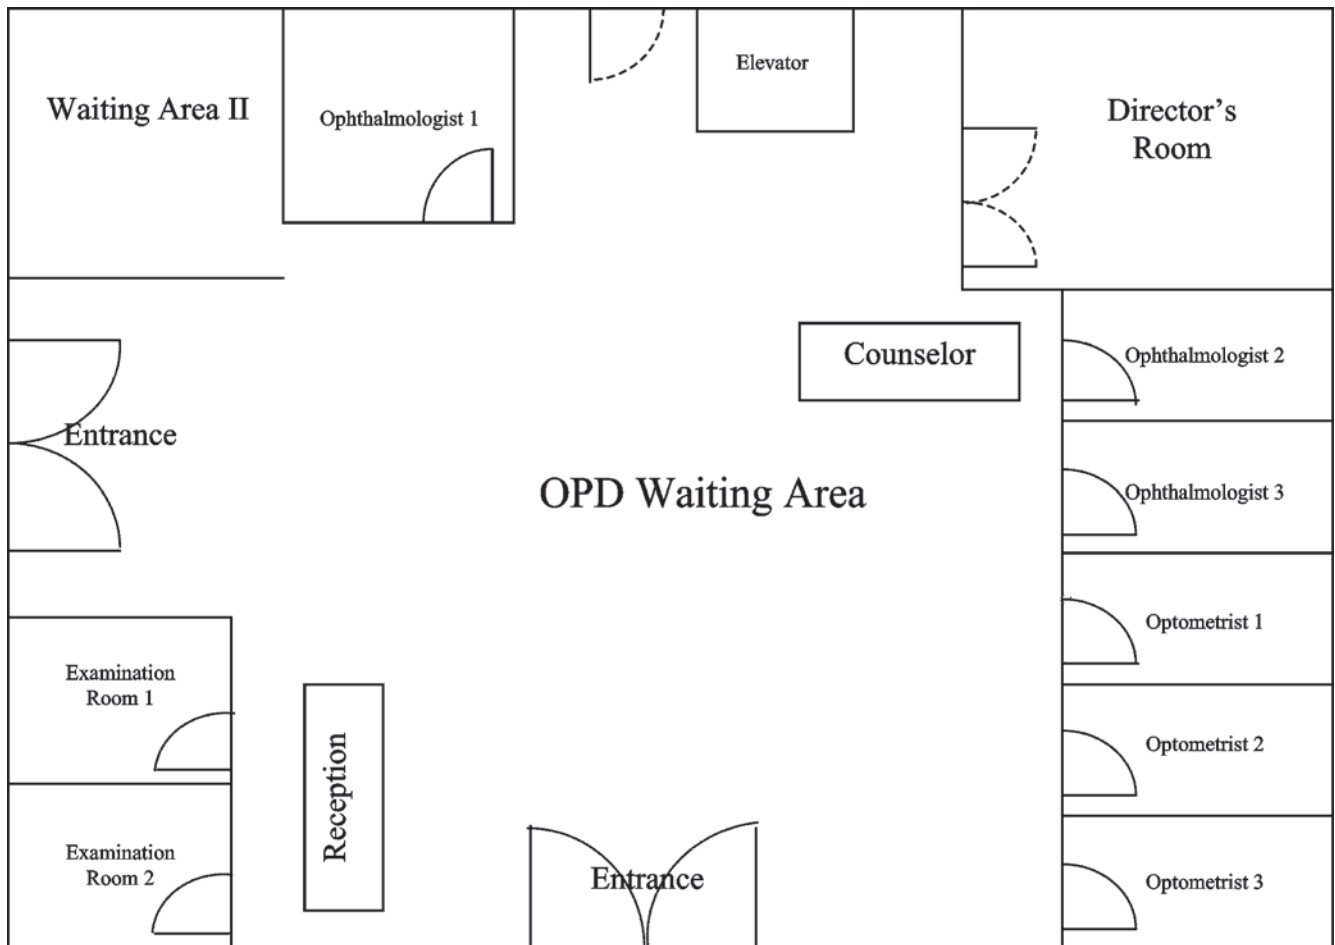 Elevator
Waiting Area II
Ophthalmologist 1
Director’s
Room
Counselor
Ophthalmologist 2
Entrance
OPD Waiting Area
Ophthalmologist 3
Optometrist 1
Examination
Room 1
Reception
Optometrist 2
Examination
Room 2
Entrance
Optometrist 3